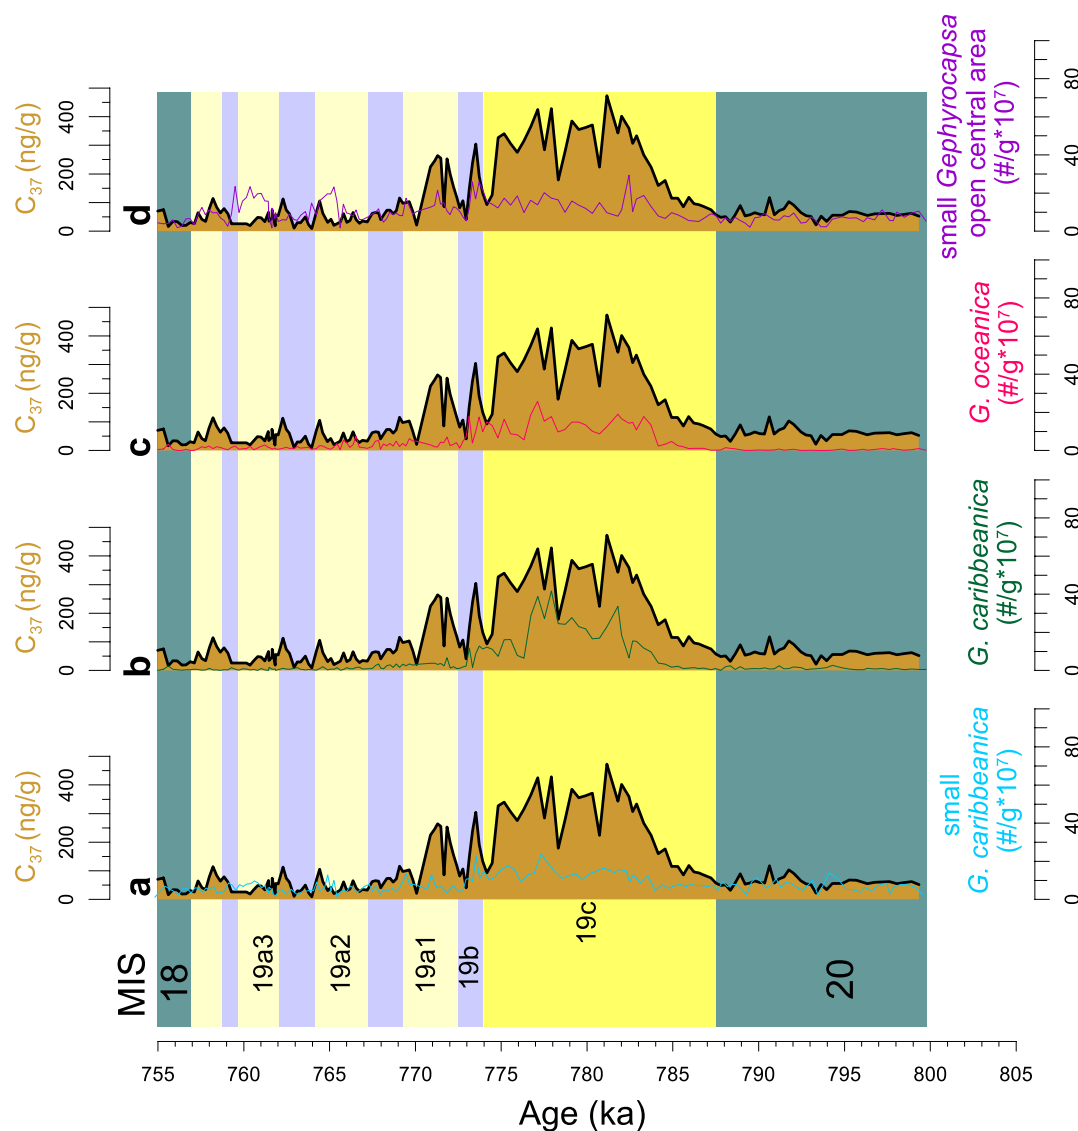 C37 (ng/g)
0 200 400
d
small Gephyrocapsa
open central area
(#/g*10⁷)
0 40 80
C37 (ng/g)
0 200 400
c
G. oceanica
(#/g*10⁷)
0 40 80
C37 (ng/g)
0 200 400
b
G. caribbeanica
(#/g*10⁷)
0 40 80
C37 (ng/g)
0 200 400
a
small
G. caribbeanica
(#/g*10⁷)
0 40 80
MIS
18
19a3
19a2
19a1
19b
19c
20
755 760 765 770 775 780 785 790 795 800 805
Age (ka)